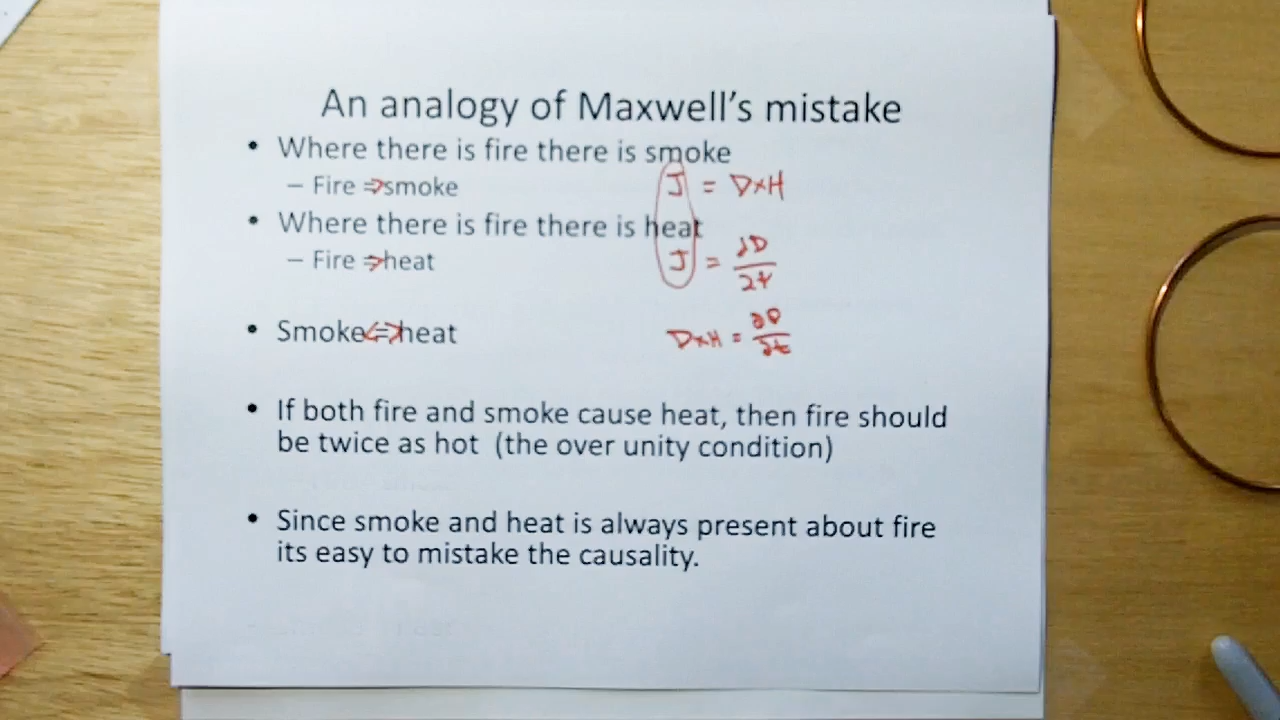 An analogy of Maxwell's mistake
• Where there is fire there is smoke
– Fire => smoke
J = ∇×H
• Where there is fire there is heat
– Fire => heat
J = ∂D/∂t
• Smoke <=> heat
∇×H = ∂D/∂t
• If both fire and smoke cause heat, then fire should
be twice as hot (the over unity condition)
• Since smoke and heat is always present about fire
its easy to mistake the causality.